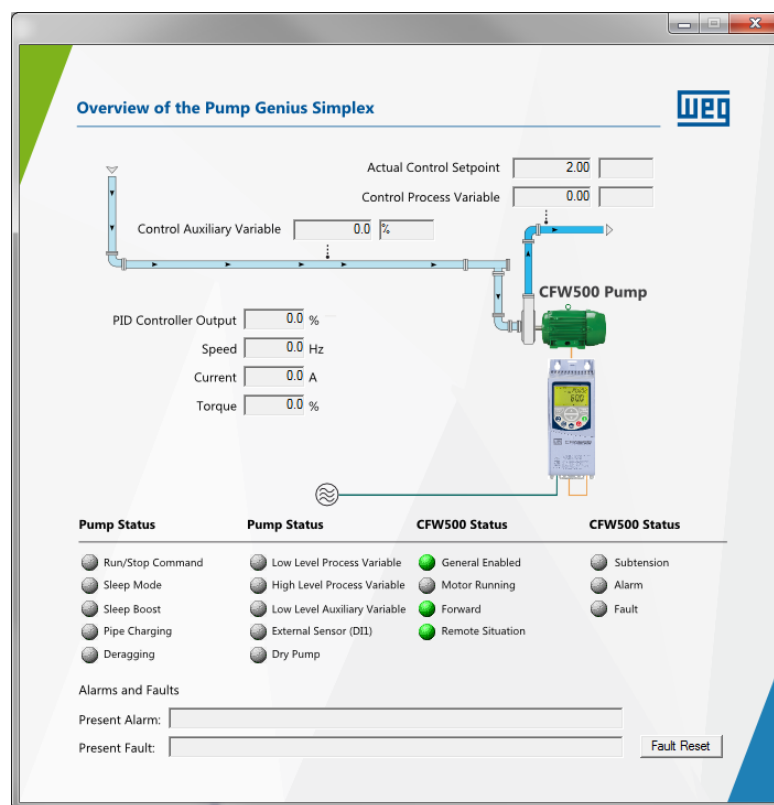 Overview of the Pump Genius Simplex
weg
Actual Control Setpoint 2.00
Control Process Variable 0.00
Control Auxiliary Variable 0.0 %
CFW500 Pump
PID Controller Output 0.0 %
Speed 0.0 Hz
Current 0.0 A
Torque 0.0 %
Pump Status Pump Status CFW500 Status CFW500 Status
Run/Stop Command Low Level Process Variable General Enabled Subtension
Sleep Mode High Level Process Variable Motor Running Alarm
Sleep Boost Low Level Auxiliary Variable Forward Fault
Pipe Charging External Sensor (DI1) Remote Situation
Deragging Dry Pump
Alarms and Faults
Present Alarm:
Present Fault: Fault Reset